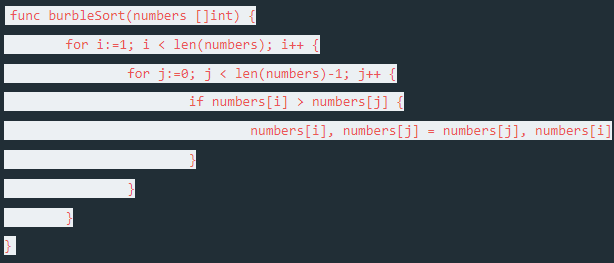 func burbleSort(numbers []int) {
for i:=1; i < len(numbers); i++ {
for j:=0; j < len(numbers)-1; j++ {
if numbers[i] > numbers[j] {
numbers[i], numbers[j] = numbers[j], numbers[i]
}
}
}
}